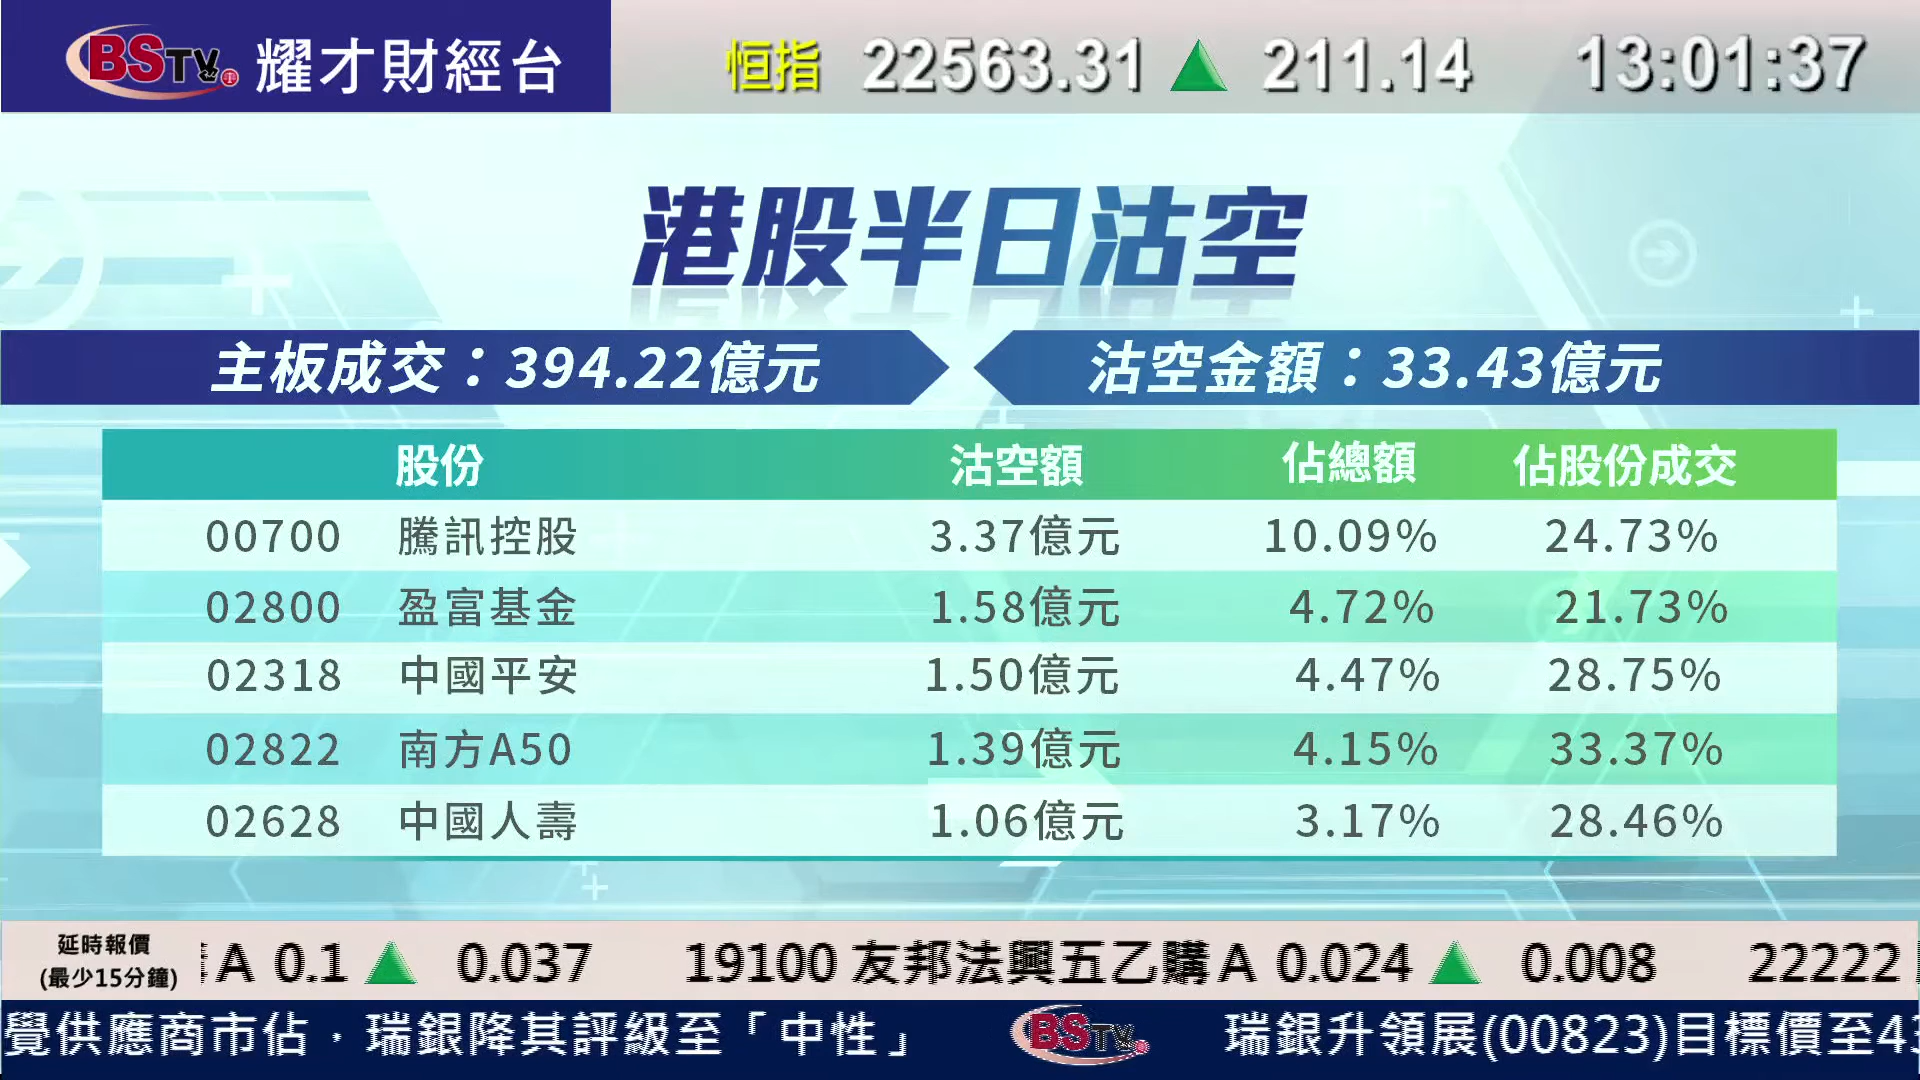 BSTV 耀才財經台
恒指 22563.31 ▲ 211.14 13:01:37
港股半日沽空
主板成交：394.22億元
沽空金額：33.43億元
股份 沽空額 佔總額 佔股份成交
00700 騰訊控股 3.37億元 10.09% 24.73%
02800 盈富基金 1.58億元 4.72% 21.73%
02318 中國平安 1.50億元 4.47% 28.75%
02822 南方A50 1.39億元 4.15% 33.37%
02628 中國人壽 1.06億元 3.17% 28.46%
延時報價
(最少15分鐘)
A 0.1 ▲ 0.037 19100 友邦法興五乙購A 0.024 ▲ 0.008 22222
覺供應商市佔，瑞銀降其評級至「中性」 BSTV 瑞銀升領展(00823)目標價至43